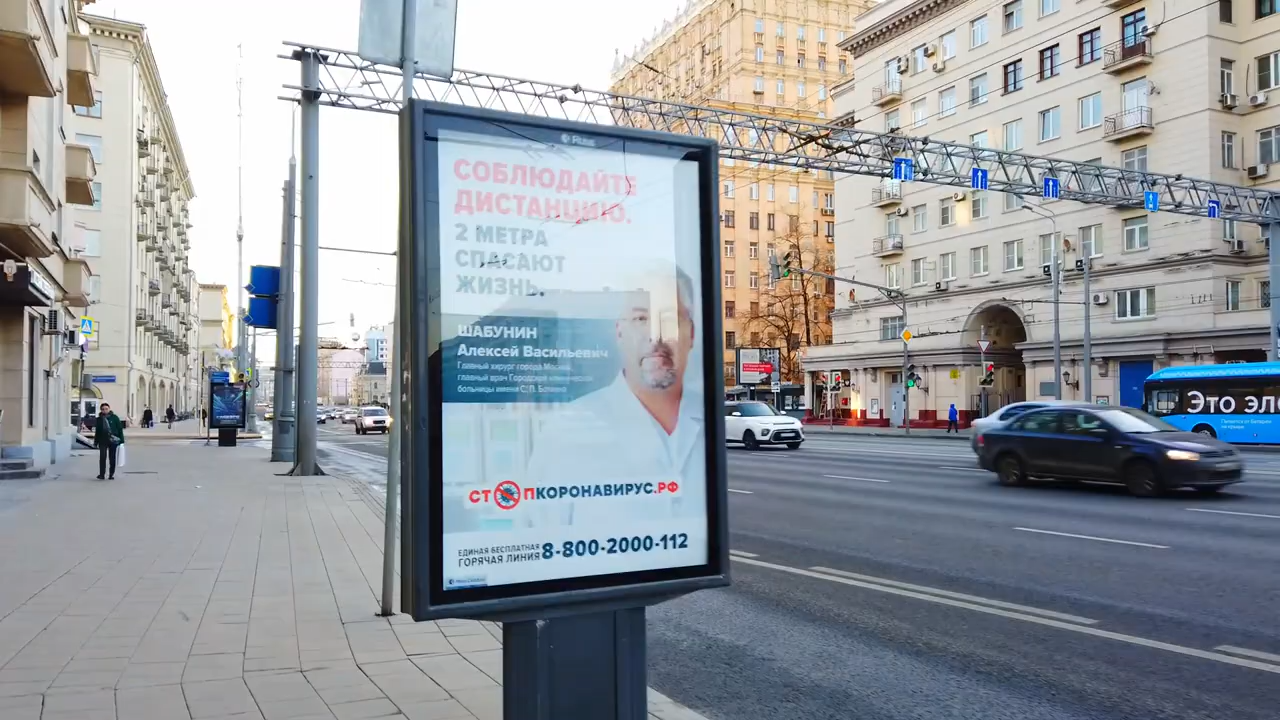 СОБЛЮДАЙТЕ
ДИСТАНЦИЮ.
2 МЕТРА
СПАСАЮТ
ЖИЗНЬ.
ШАБУНИН
Алексей Васильевич
Главный хирург города Москвы,
главный врач Городской клинической
больницы имени С.П. Боткина
СТОПКОРОНАВИРУС.РФ
ЕДИНАЯ БЕСПЛАТНАЯ
ГОРЯЧАЯ ЛИНИЯ 8-800-2000-112
Это эле